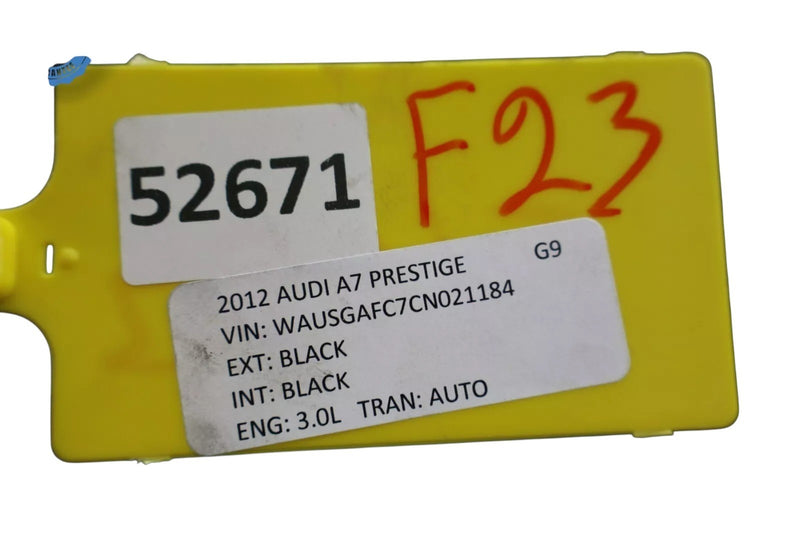 F23
52671
2012 AUDI A7 PRESTIGE G9
VIN: WAUSGAFC7CN021184
EXT: BLACK
INT: BLACK
ENG: 3.0L TRAN: AUTO